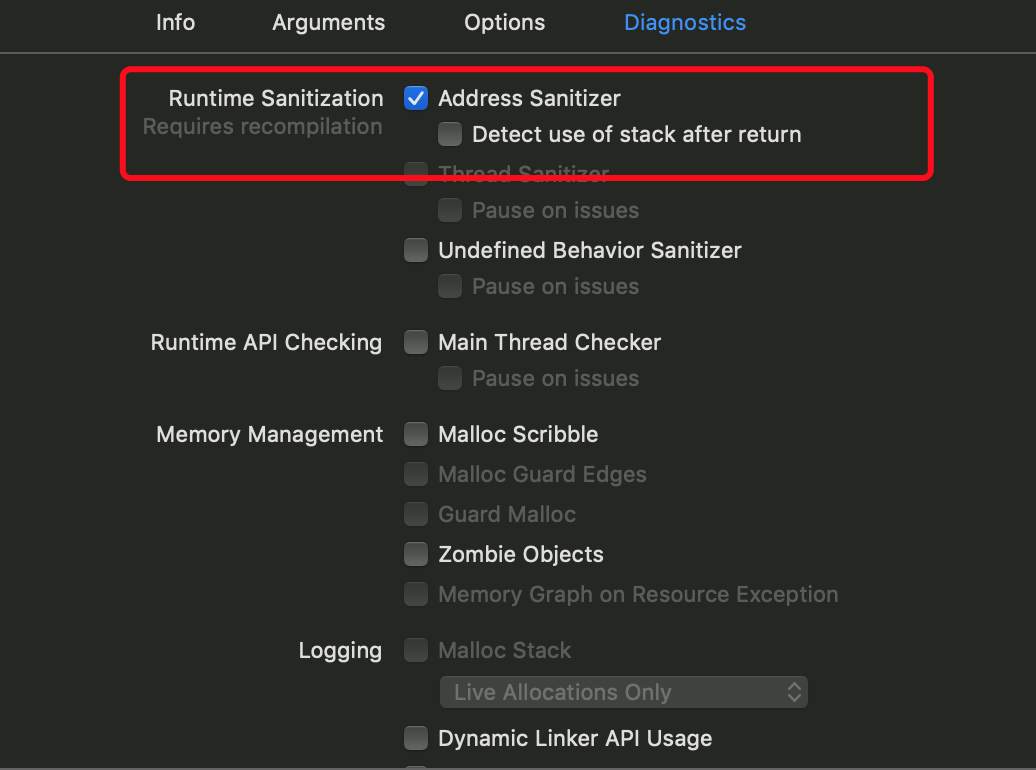 Info Arguments Options Diagnostics
Runtime Sanitization Address Sanitizer
Requires recompilation
Detect use of stack after return
Thread Sanitizer
Pause on issues
Undefined Behavior Sanitizer
Pause on issues
Runtime API Checking Main Thread Checker
Pause on issues
Memory Management Malloc Scribble
Malloc Guard Edges
Guard Malloc
Zombie Objects
Memory Graph on Resource Exception
Logging Malloc Stack
Live Allocations Only
Dynamic Linker API Usage